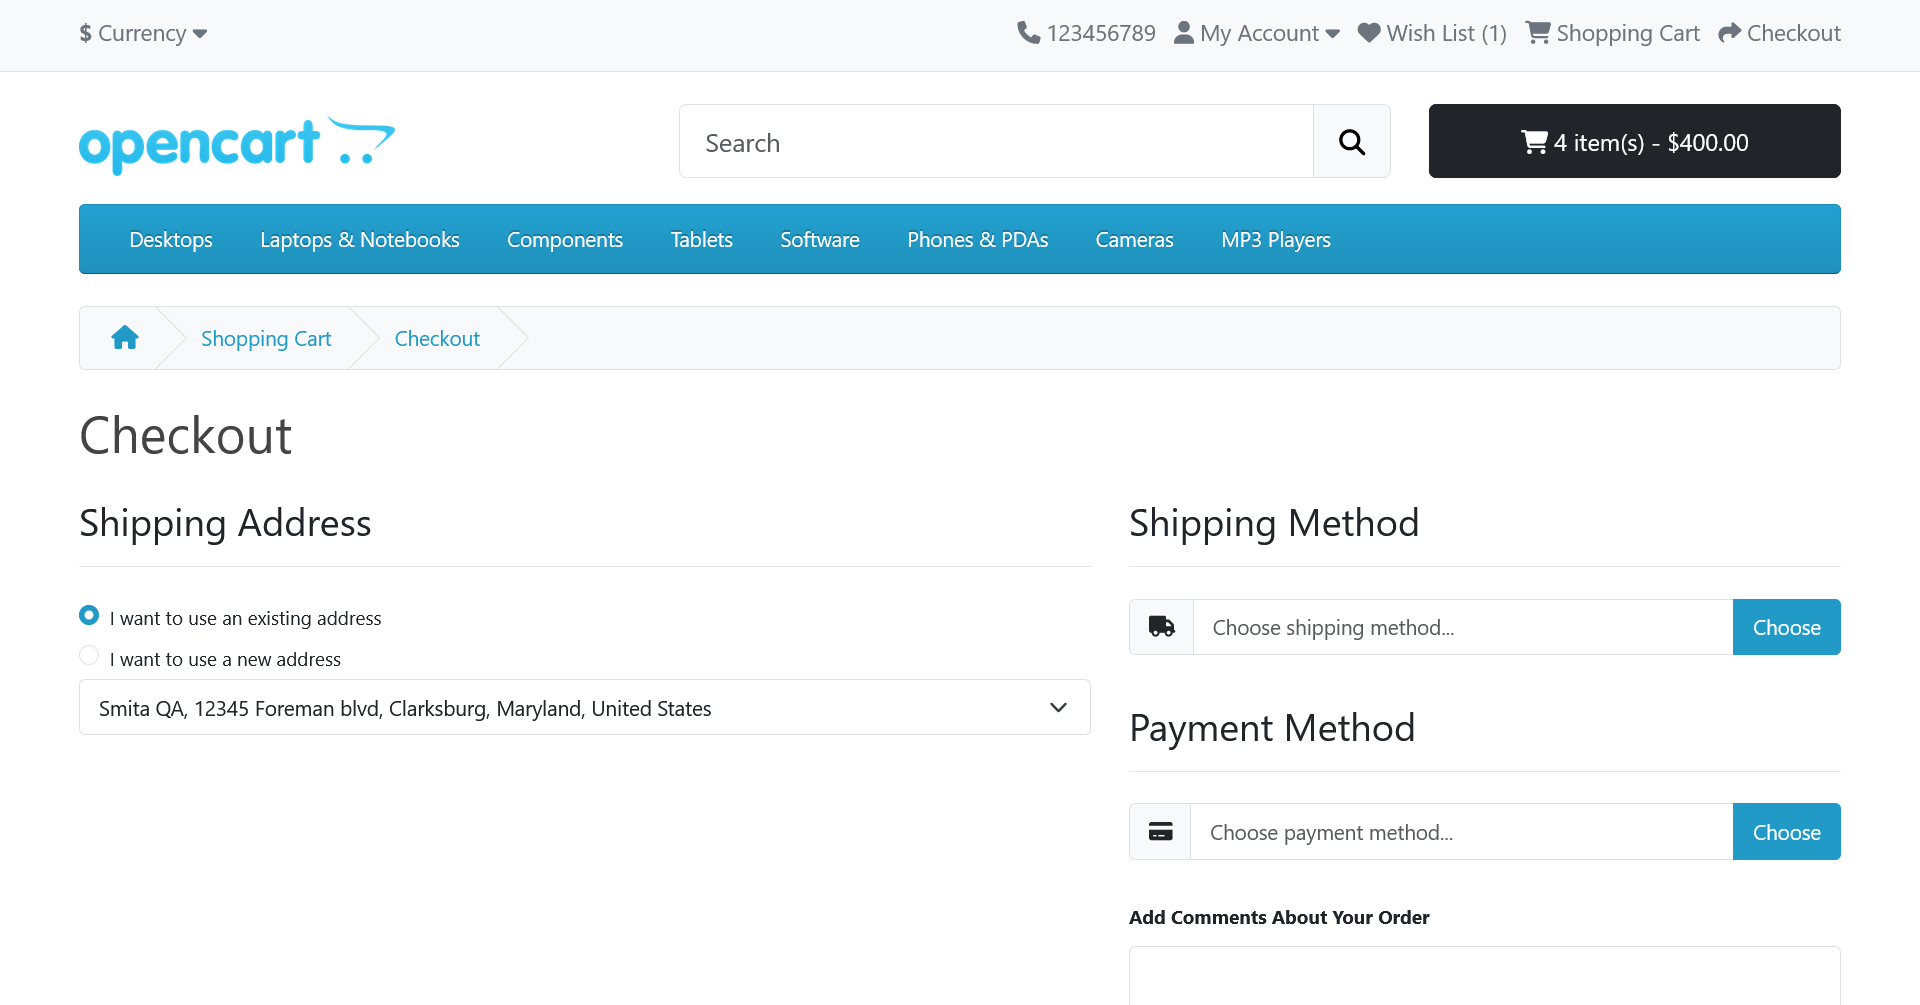 $ Currency
123456789 My Account Wish List (1) Shopping Cart Checkout
opencart
Search
4 item(s) - $400.00
Desktops Laptops & Notebooks Components Tablets Software Phones & PDAs Cameras MP3 Players
Shopping Cart Checkout
Checkout
Shipping Address
I want to use an existing address
I want to use a new address
Smita QA, 12345 Foreman blvd, Clarksburg, Maryland, United States
Shipping Method
Choose shipping method... Choose
Payment Method
Choose payment method... Choose
Add Comments About Your Order